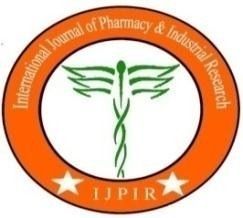 International Journal of Pharmacy & Industrial Research
IJPIR